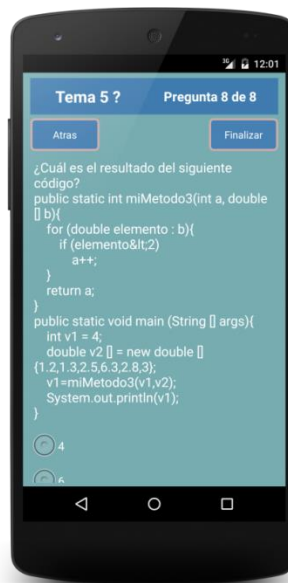 3G 12:01
Tema 5 ? Pregunta 8 de 8
Atras Finalizar
¿Cuál es el resultado del siguiente
código?
public static int miMetodo3(int a, double
[] b){
for (double elemento : b){
if (elemento&lt;2)
a++;
}
return a;
}
public static void main (String [] args){
int v1 = 4;
double v2 [] = new double []
{1.2,1.3,2.5,6.3,2.8,3};
v1=miMetodo3(v1,v2);
System.out.println(v1);
}
4
6